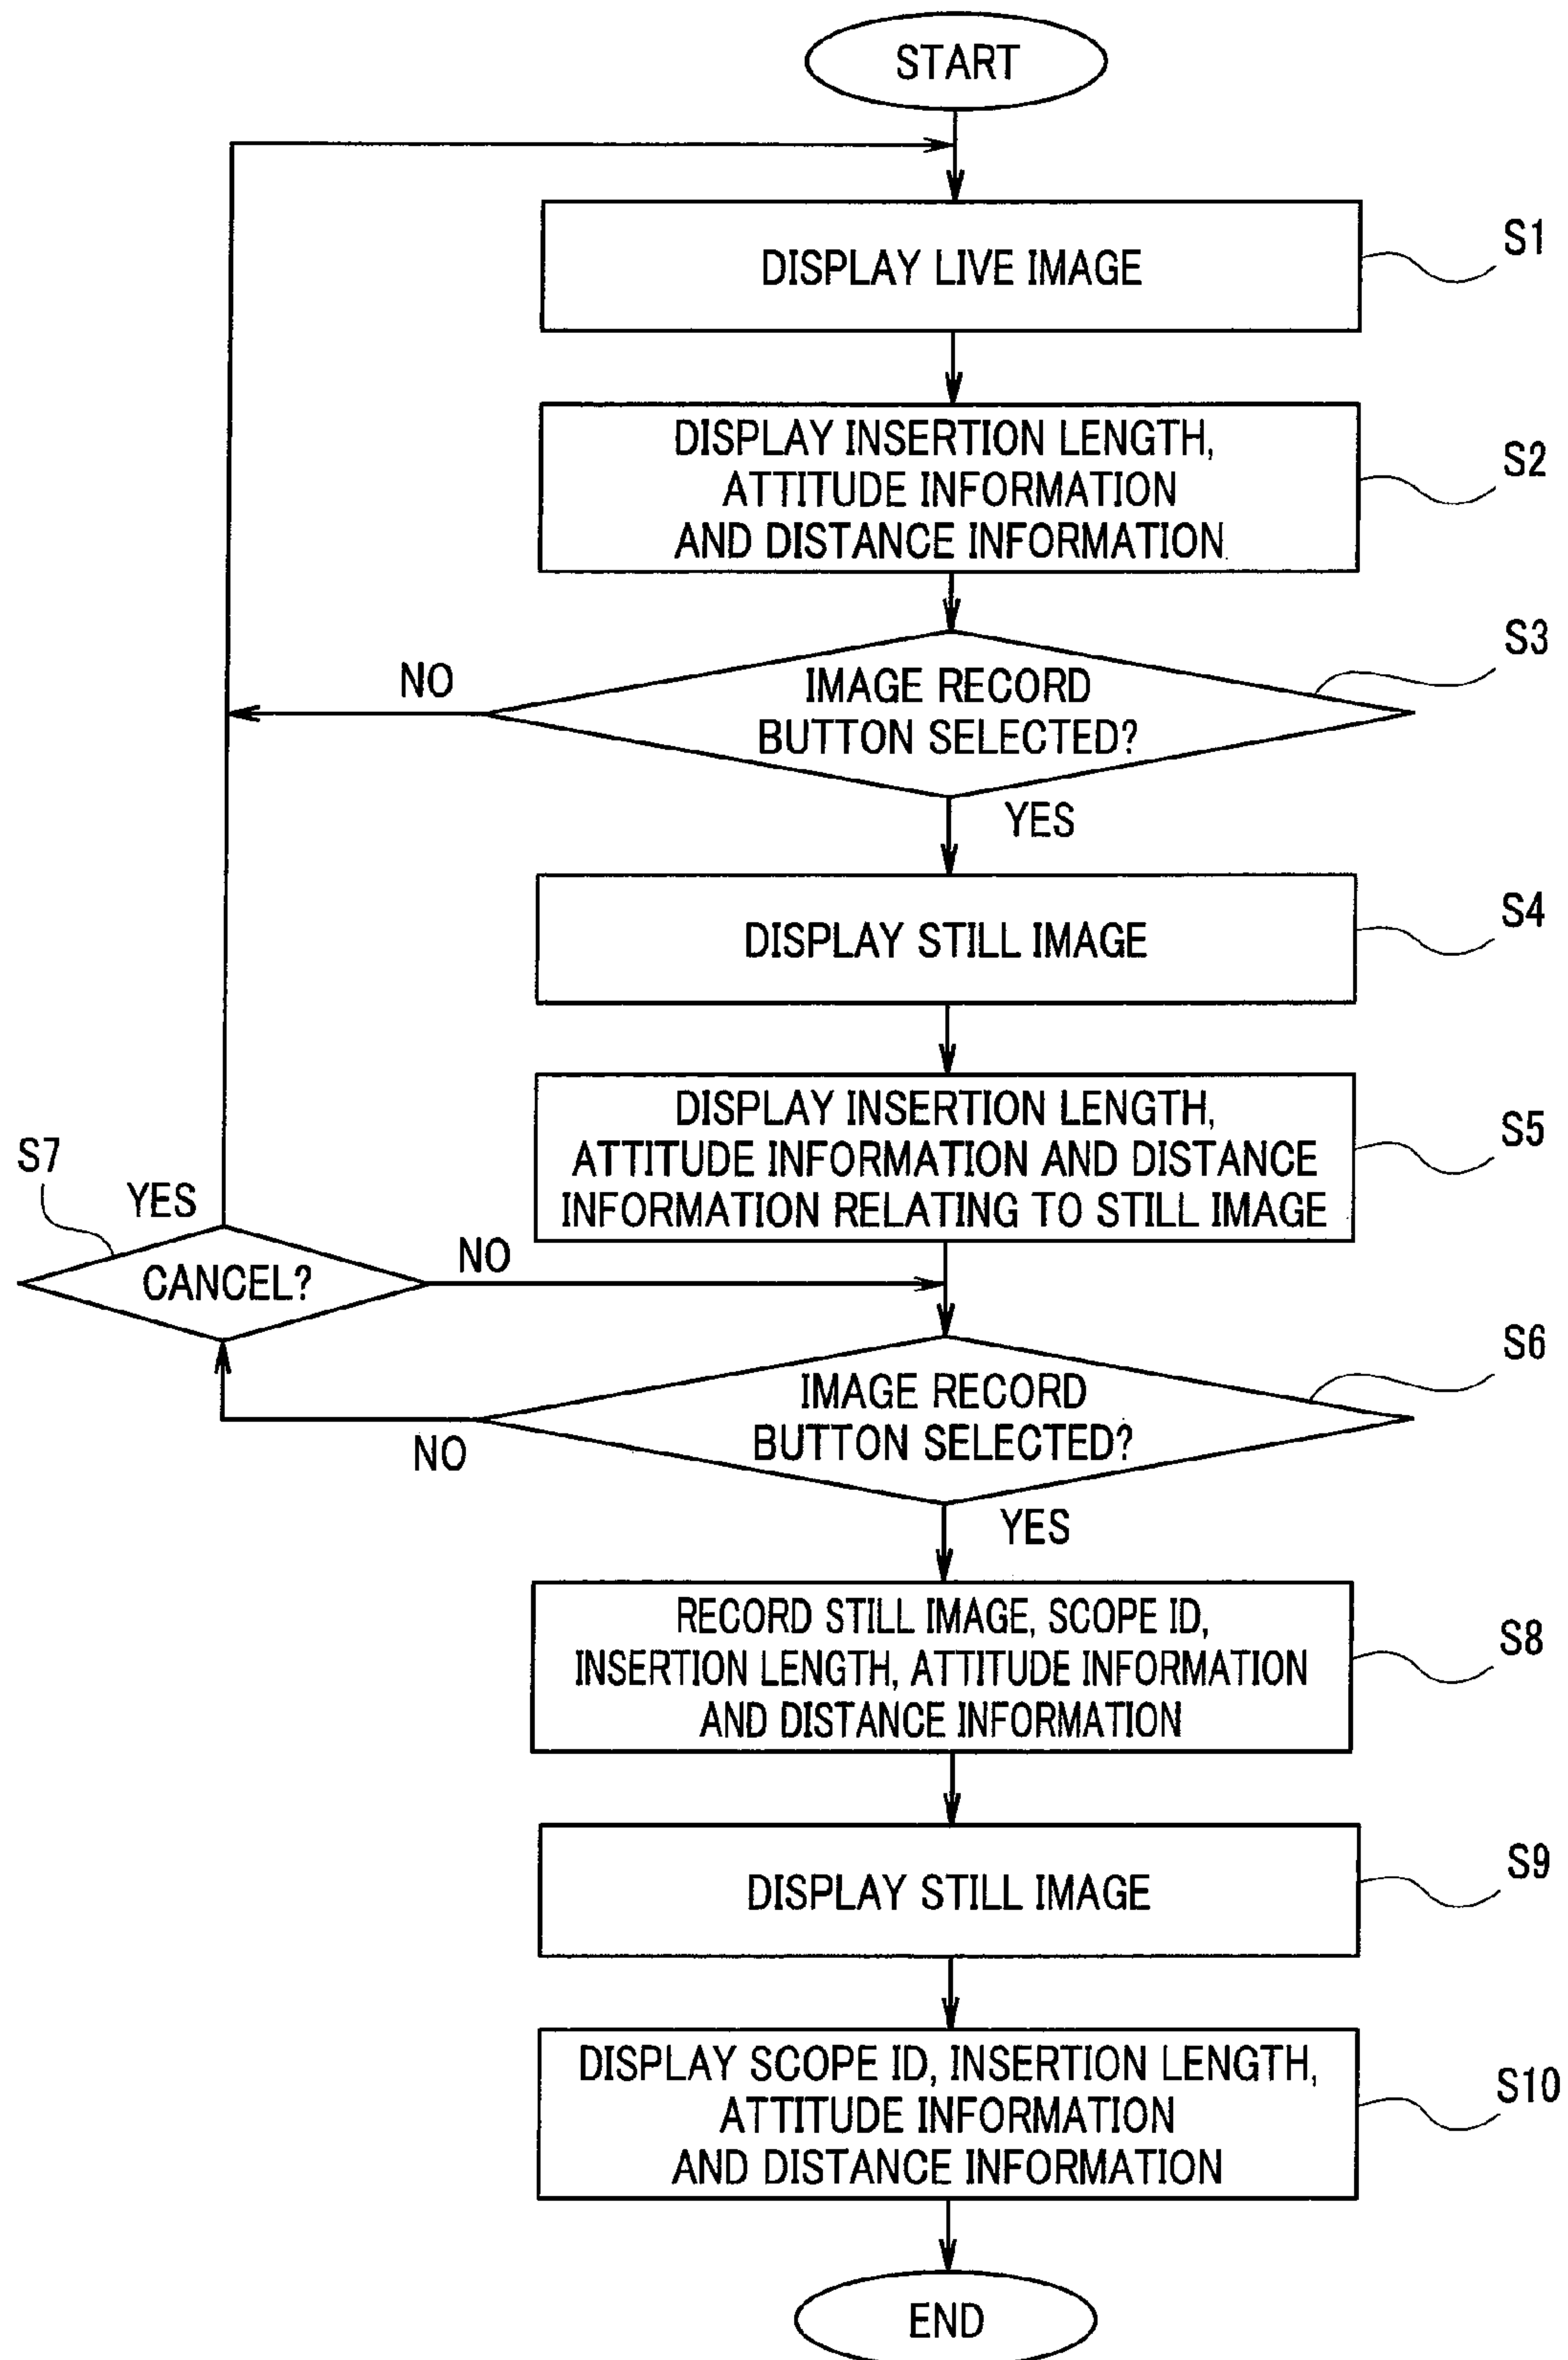 START
DISPLAY LIVE IMAGE
S1
DISPLAY INSERTION LENGTH,
ATTITUDE INFORMATION
AND DISTANCE INFORMATION
S2
IMAGE RECORD
BUTTON SELECTED?
S3
NO
YES
DISPLAY STILL IMAGE
S4
DISPLAY INSERTION LENGTH,
ATTITUDE INFORMATION AND DISTANCE
INFORMATION RELATING TO STILL IMAGE
S5
S7
YES
CANCEL?
NO
IMAGE RECORD
BUTTON SELECTED?
S6
NO
YES
RECORD STILL IMAGE, SCOPE ID,
INSERTION LENGTH, ATTITUDE INFORMATION
AND DISTANCE INFORMATION
S8
DISPLAY STILL IMAGE
S9
DISPLAY SCOPE ID, INSERTION LENGTH,
ATTITUDE INFORMATION
AND DISTANCE INFORMATION
S10
END